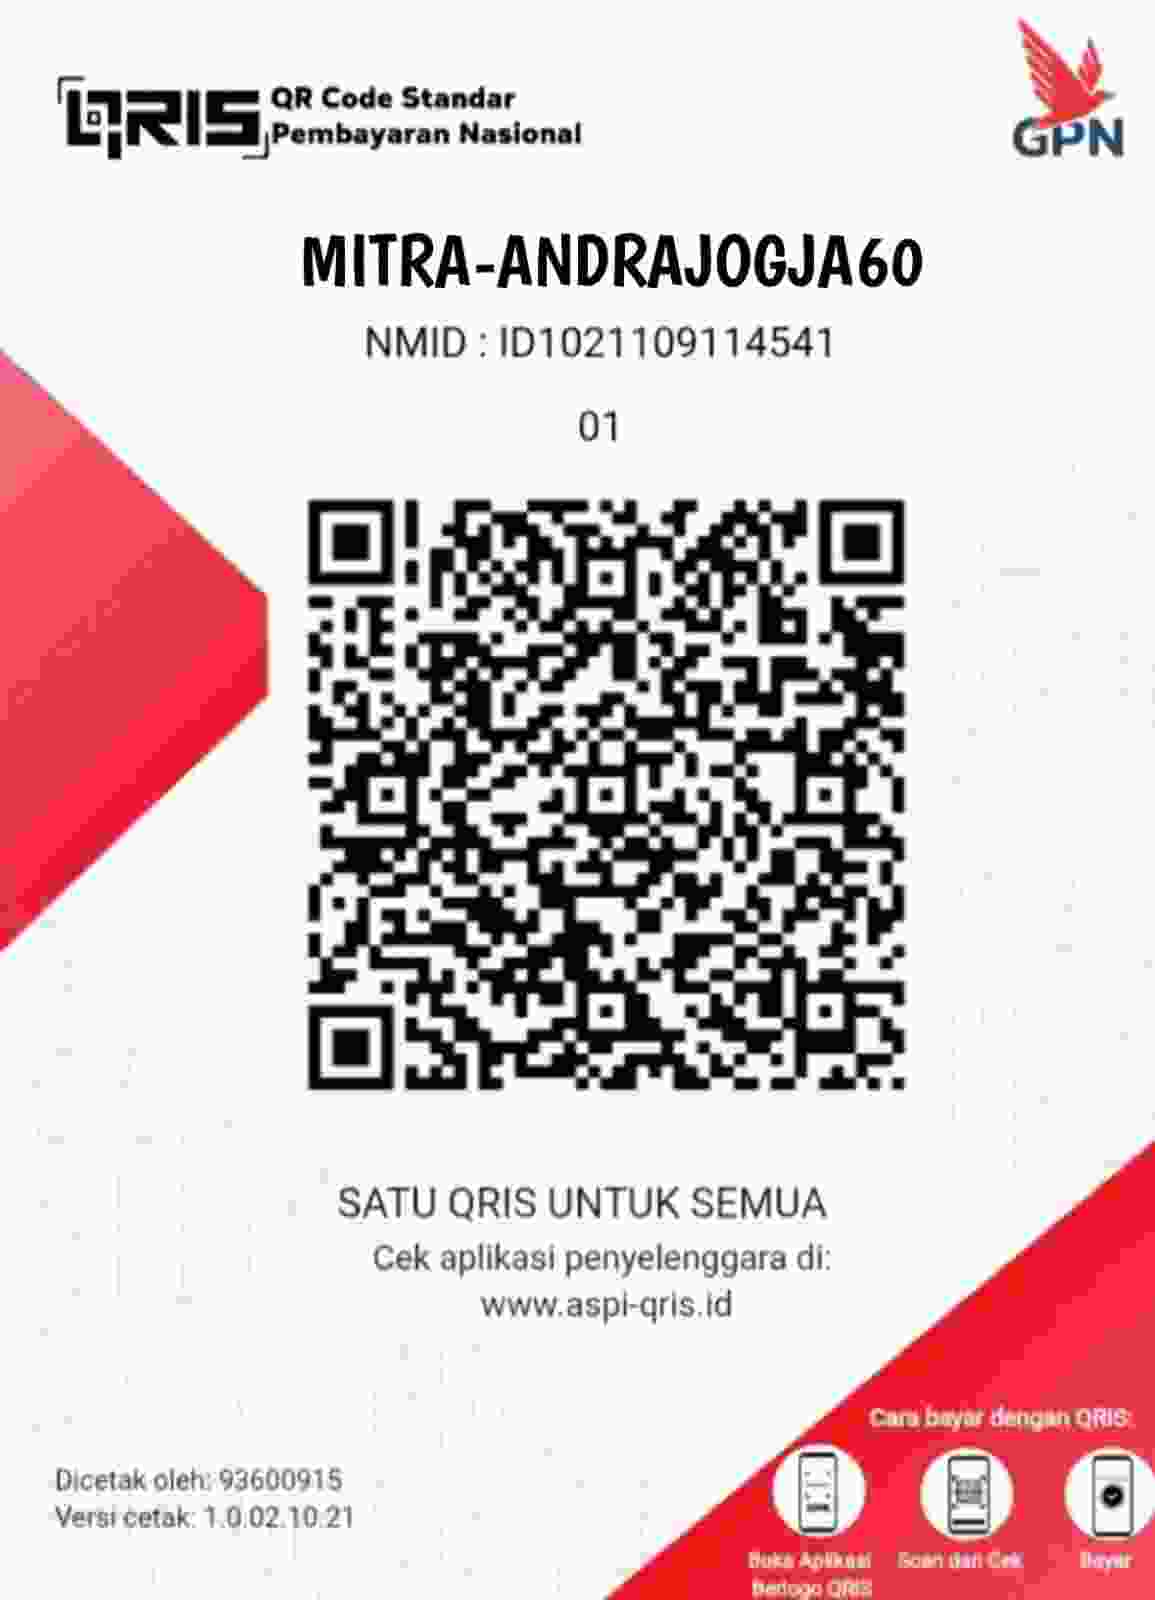 QRIS QR Code Standar
Pembayaran Nasional
GPN
MITRA-ANDRAJOGJA60
NMID : ID1021109114541
01
SATU QRIS UNTUK SEMUA
Cek aplikasi penyelenggara di:
www.aspi-qris.id
Cara bayar dengan QRIS:
Buka Aplikasi
Berlogo QRIS
Scan dan Cek
Bayar
Dicetak oleh: 93600915
Versi cetak: 1.0.02.10.21